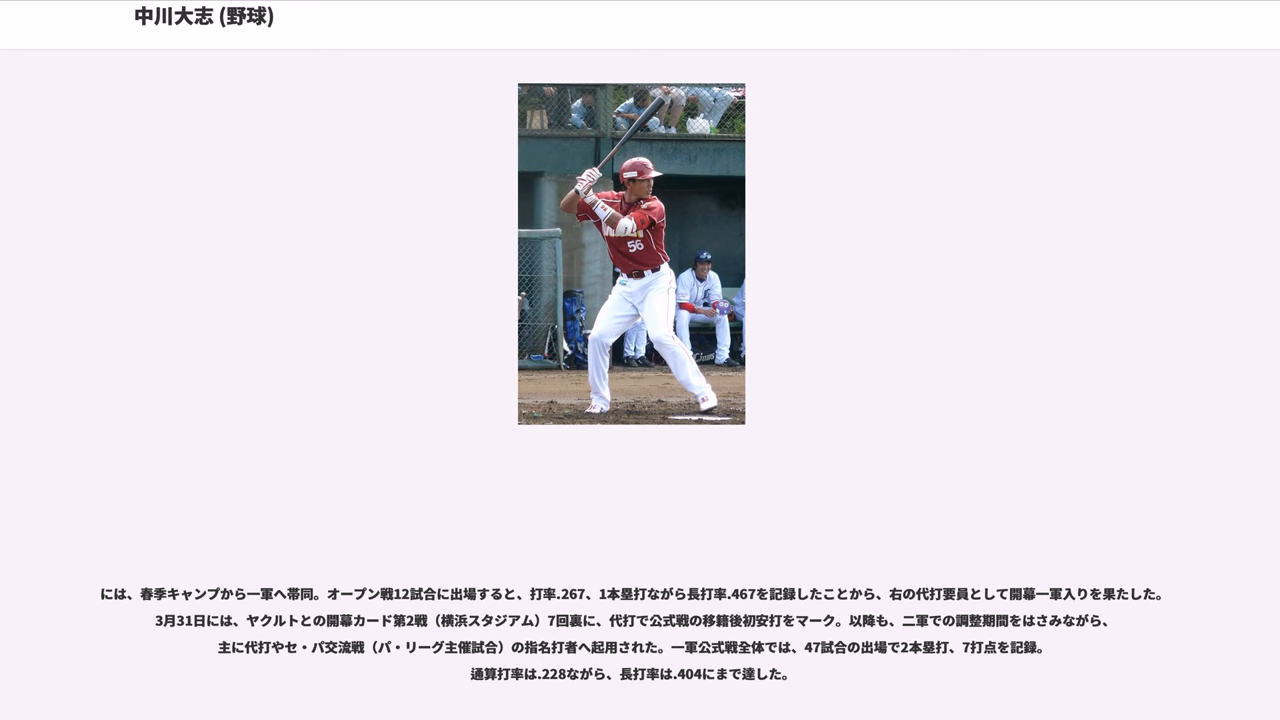 中川大志 (野球)
56
には、春季キャンプから一軍へ帯同。オープン戦12試合に出場すると、打率.267、1本塁打ながら長打率.467を記録したことから、右の代打要員として開幕一軍入りを果たした。
3月31日には、ヤクルトとの開幕カード第2戦（横浜スタジアム）7回裏に、代打で公式戦の移籍後初安打をマーク。以降も、二軍での調整期間をはさみながら、
主に代打やセ・パ交流戦（パ・リーグ主催試合）の指名打者へ起用された。一軍公式戦全体では、47試合の出場で2本塁打、7打点を記録。
通算打率は.228ながら、長打率は.404にまで達した。